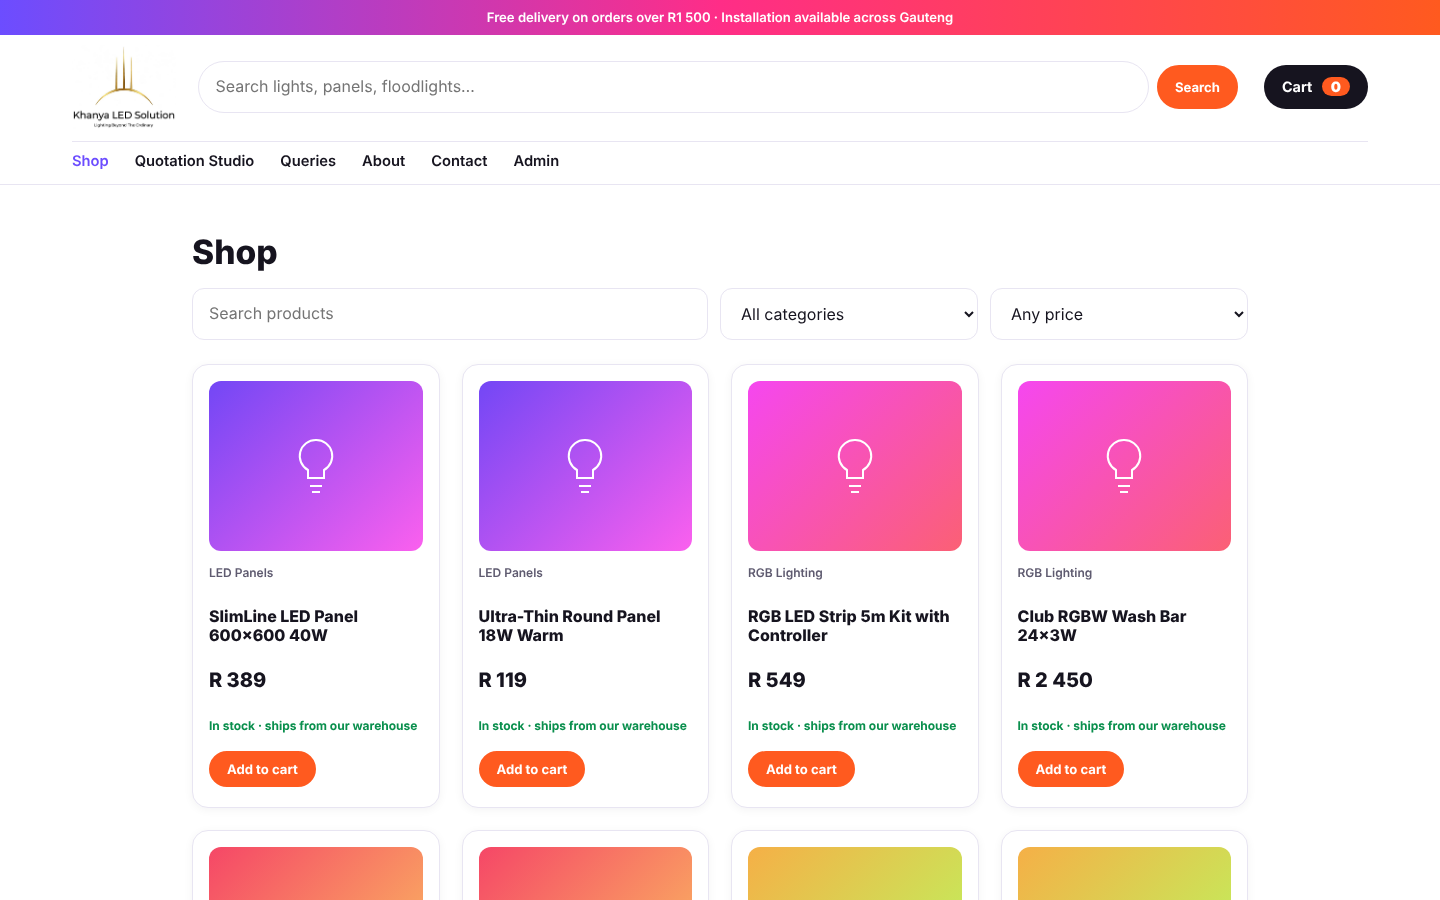 Free delivery on orders over R1 500 · Installation available across Gauteng
Khanya LED Solution
Lighting Beyond The Ordinary
Search lights, panels, floodlights...
Search
Cart 0
Shop
Quotation Studio
Queries
About
Contact
Admin
Shop
Search products
All categories
Any price
LED Panels
SlimLine LED Panel
600×600 40W
R 389
In stock · ships from our warehouse
Add to cart
LED Panels
Ultra-Thin Round Panel
18W Warm
R 119
In stock · ships from our warehouse
Add to cart
RGB Lighting
RGB LED Strip 5m Kit with
Controller
R 549
In stock · ships from our warehouse
Add to cart
RGB Lighting
Club RGBW Wash Bar
24×3W
R 2 450
In stock · ships from our warehouse
Add to cart